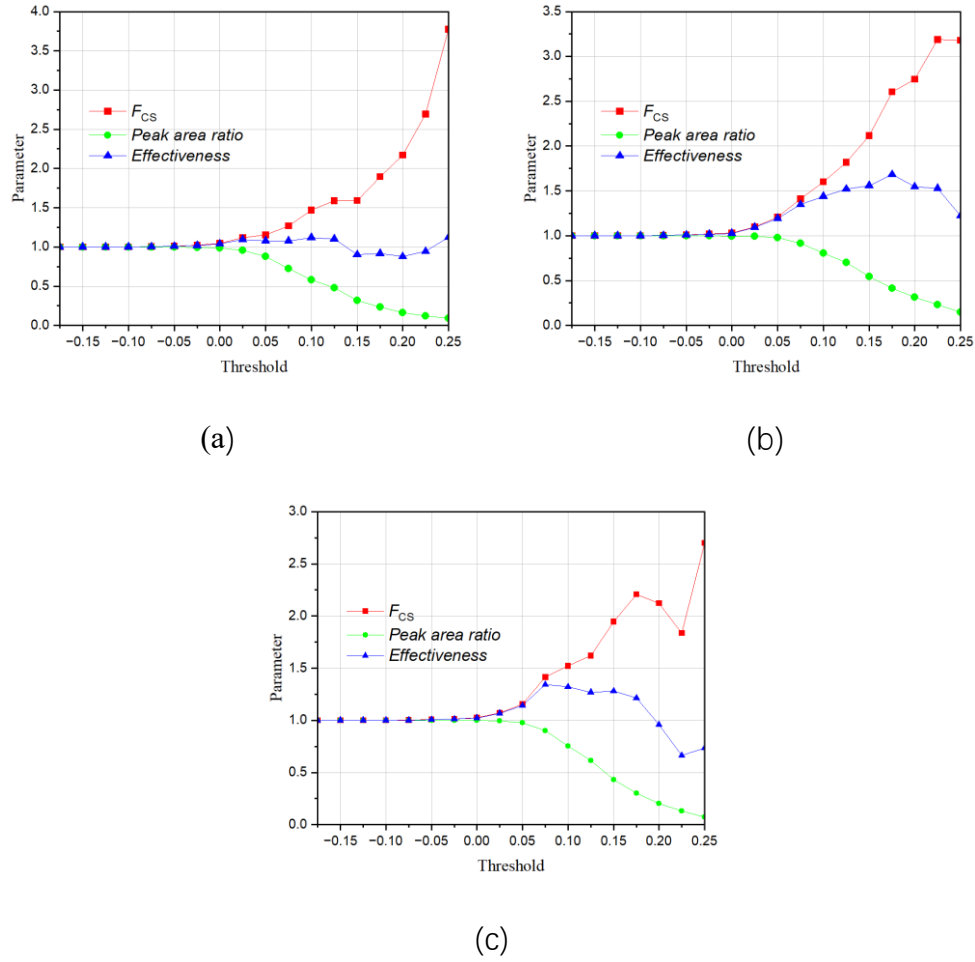 4.0
3.5
3.0
2.5
2.0
1.5
1.0
0.5
0.0
Parameter
F_CS
Peak area ratio
Effectiveness
−0.15 −0.10 −0.05 0.00 0.05 0.10 0.15 0.20 0.25
Threshold
(a)
3.5
3.0
2.5
2.0
1.5
1.0
0.5
0.0
Parameter
F_CS
Peak area ratio
Effectiveness
−0.15 −0.10 −0.05 0.00 0.05 0.10 0.15 0.20 0.25
Threshold
(b)
3.0
2.5
2.0
1.5
1.0
0.5
0.0
Parameter
F_CS
Peak area ratio
Effectiveness
−0.15 −0.10 −0.05 0.00 0.05 0.10 0.15 0.20 0.25
Threshold
(c)